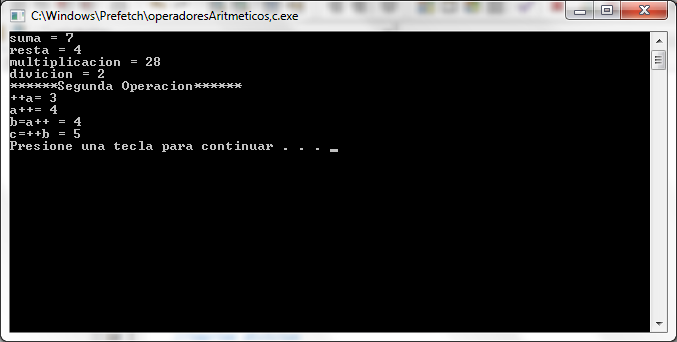 C:\Windows\Prefetch\operadoresAritmeticos,c.exe
suma = 7
resta = 4
multiplicacion = 28
divicion = 2
******Segunda Operacion******
++a= 3
a++= 4
b=a++ = 4
c=++b = 5
Presione una tecla para continuar . . . _